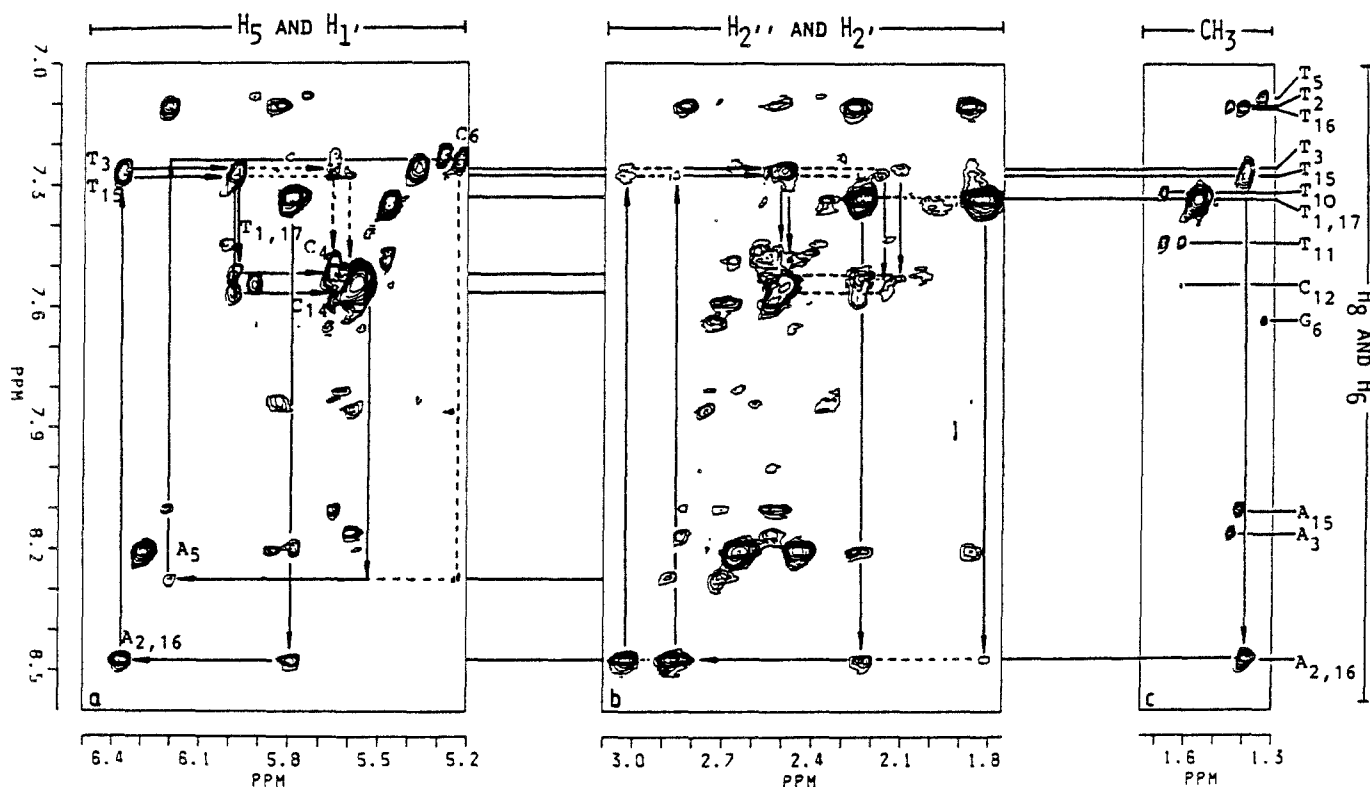 H5 AND H1'
H2'' AND H2'
CH3
7.0
7.3
7.6
7.9
8.2
8.5
PPM
T3
T15
T1,17
C4
C14
C6
A5
A2,16
a
b
c
T5
T2
T16
T3
T15
T10
T1,17
T11
C12
G6
A15
A3
A2,16
H8 AND H6
6.4 6.1 5.8 5.5 5.2
PPM
3.0 2.7 2.4 2.1 1.8
PPM
1.6 1.3
PPM